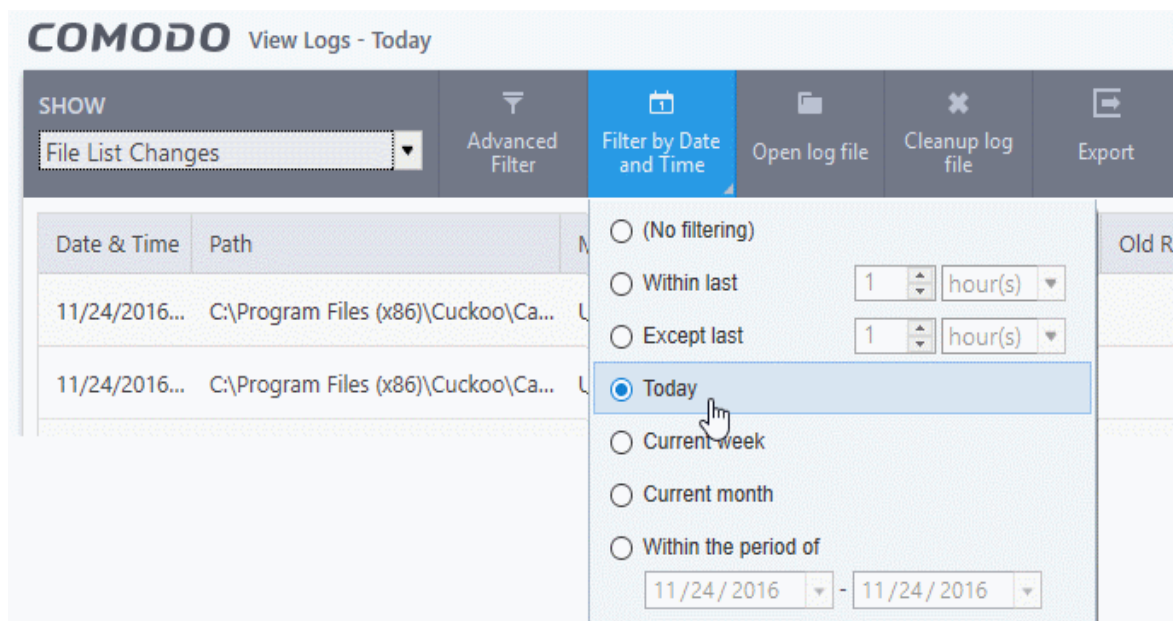 COMODO View Logs - Today
SHOW
File List Changes
Advanced
Filter
Filter by Date
and Time
Open log file
Cleanup log
file
Export
Date & Time Path
Old R
11/24/2016... C:\Program Files (x86)\Cuckoo\Ca...
11/24/2016... C:\Program Files (x86)\Cuckoo\Ca...
(No filtering)
Within last 1 hour(s)
Except last 1 hour(s)
Today
Current week
Current month
Within the period of
11/24/2016 - 11/24/2016